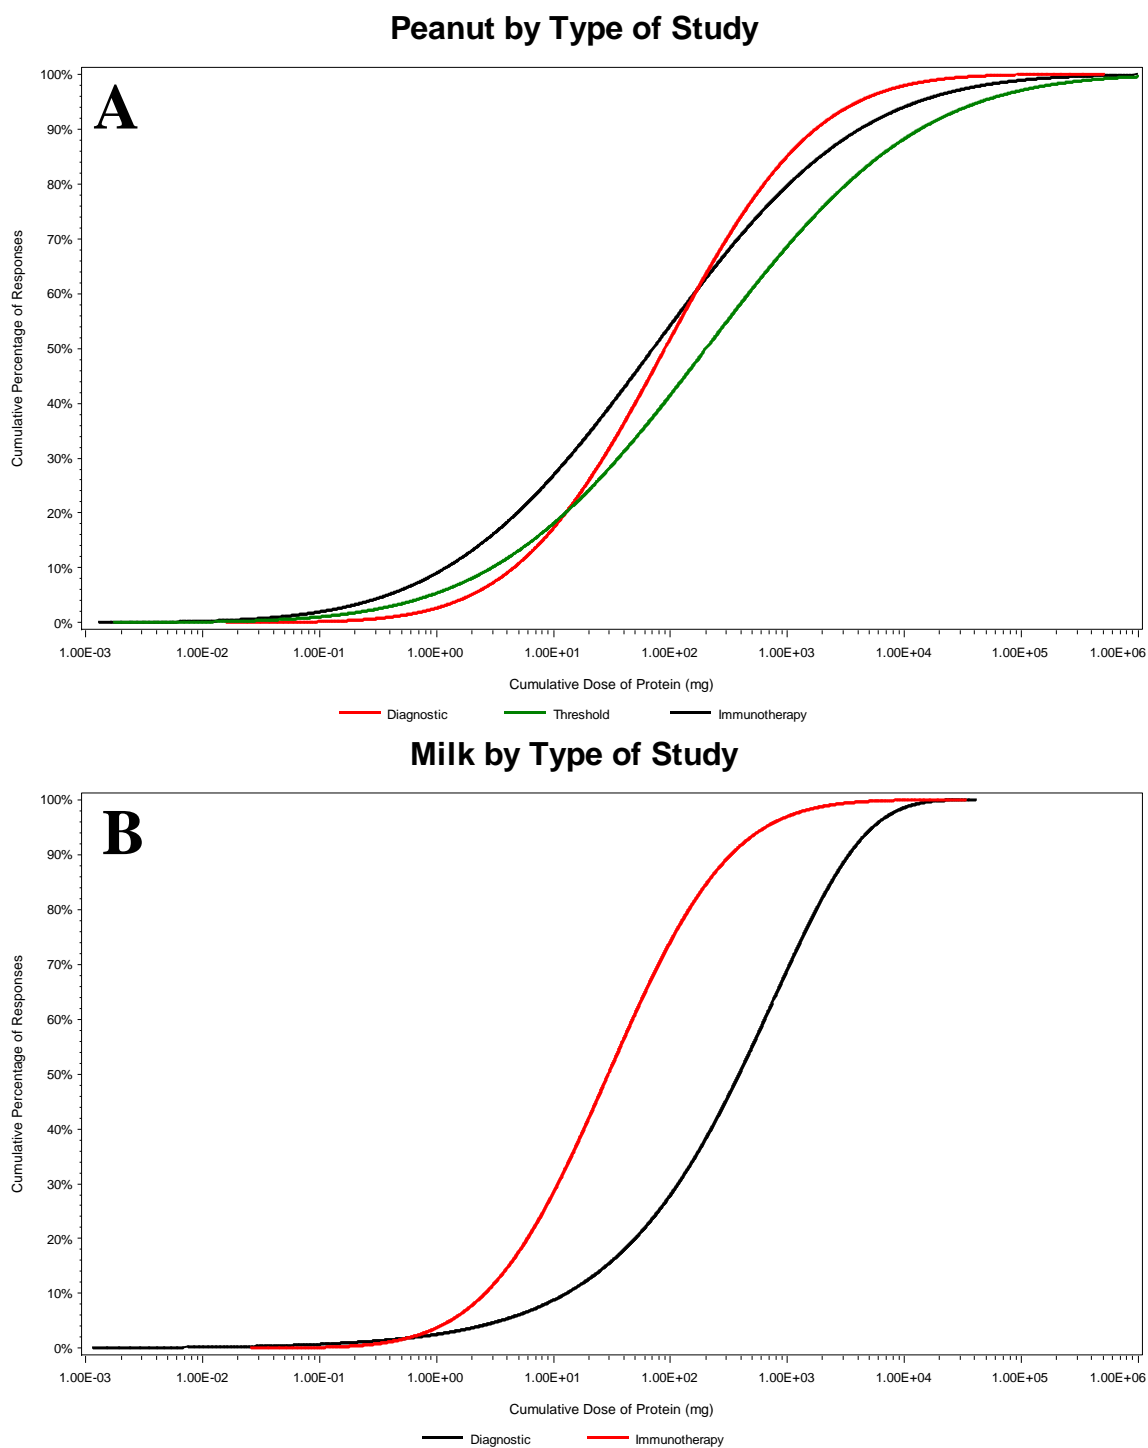 Peanut by Type of Study
A
100%
90%
80%
70%
60%
50%
40%
30%
20%
10%
0%
Cumulative Percentage of Responses
1.00E-03 1.00E-02 1.00E-01 1.00E+00 1.00E+01 1.00E+02 1.00E+03 1.00E+04 1.00E+05 1.00E+06
Cumulative Dose of Protein (mg)
Diagnostic Threshold Immunotherapy
Milk by Type of Study
B
100%
90%
80%
70%
60%
50%
40%
30%
20%
10%
0%
Cumulative Percentage of Responses
1.00E-03 1.00E-02 1.00E-01 1.00E+00 1.00E+01 1.00E+02 1.00E+03 1.00E+04 1.00E+05 1.00E+06
Cumulative Dose of Protein (mg)
Diagnostic Immunotherapy